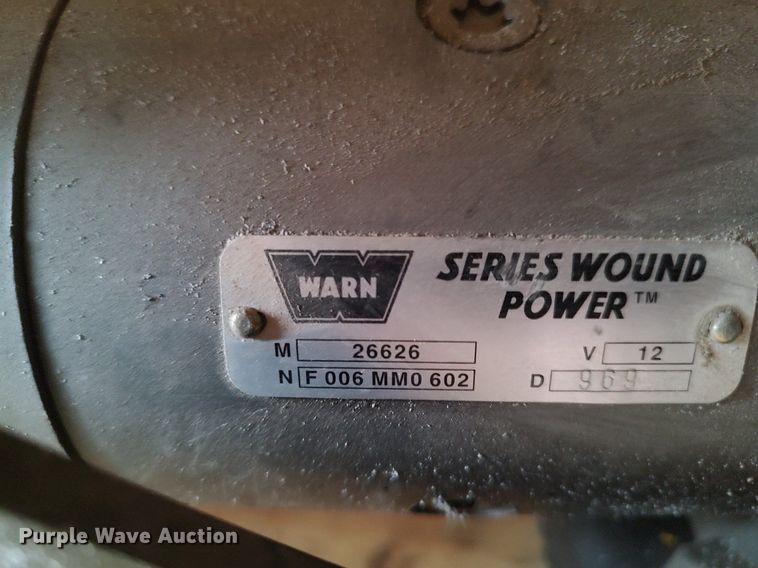 WARN
SERIES WOUND
POWER™
M 26626
V 12
N F 006 MM0 602
D 969
Purple Wave Auction